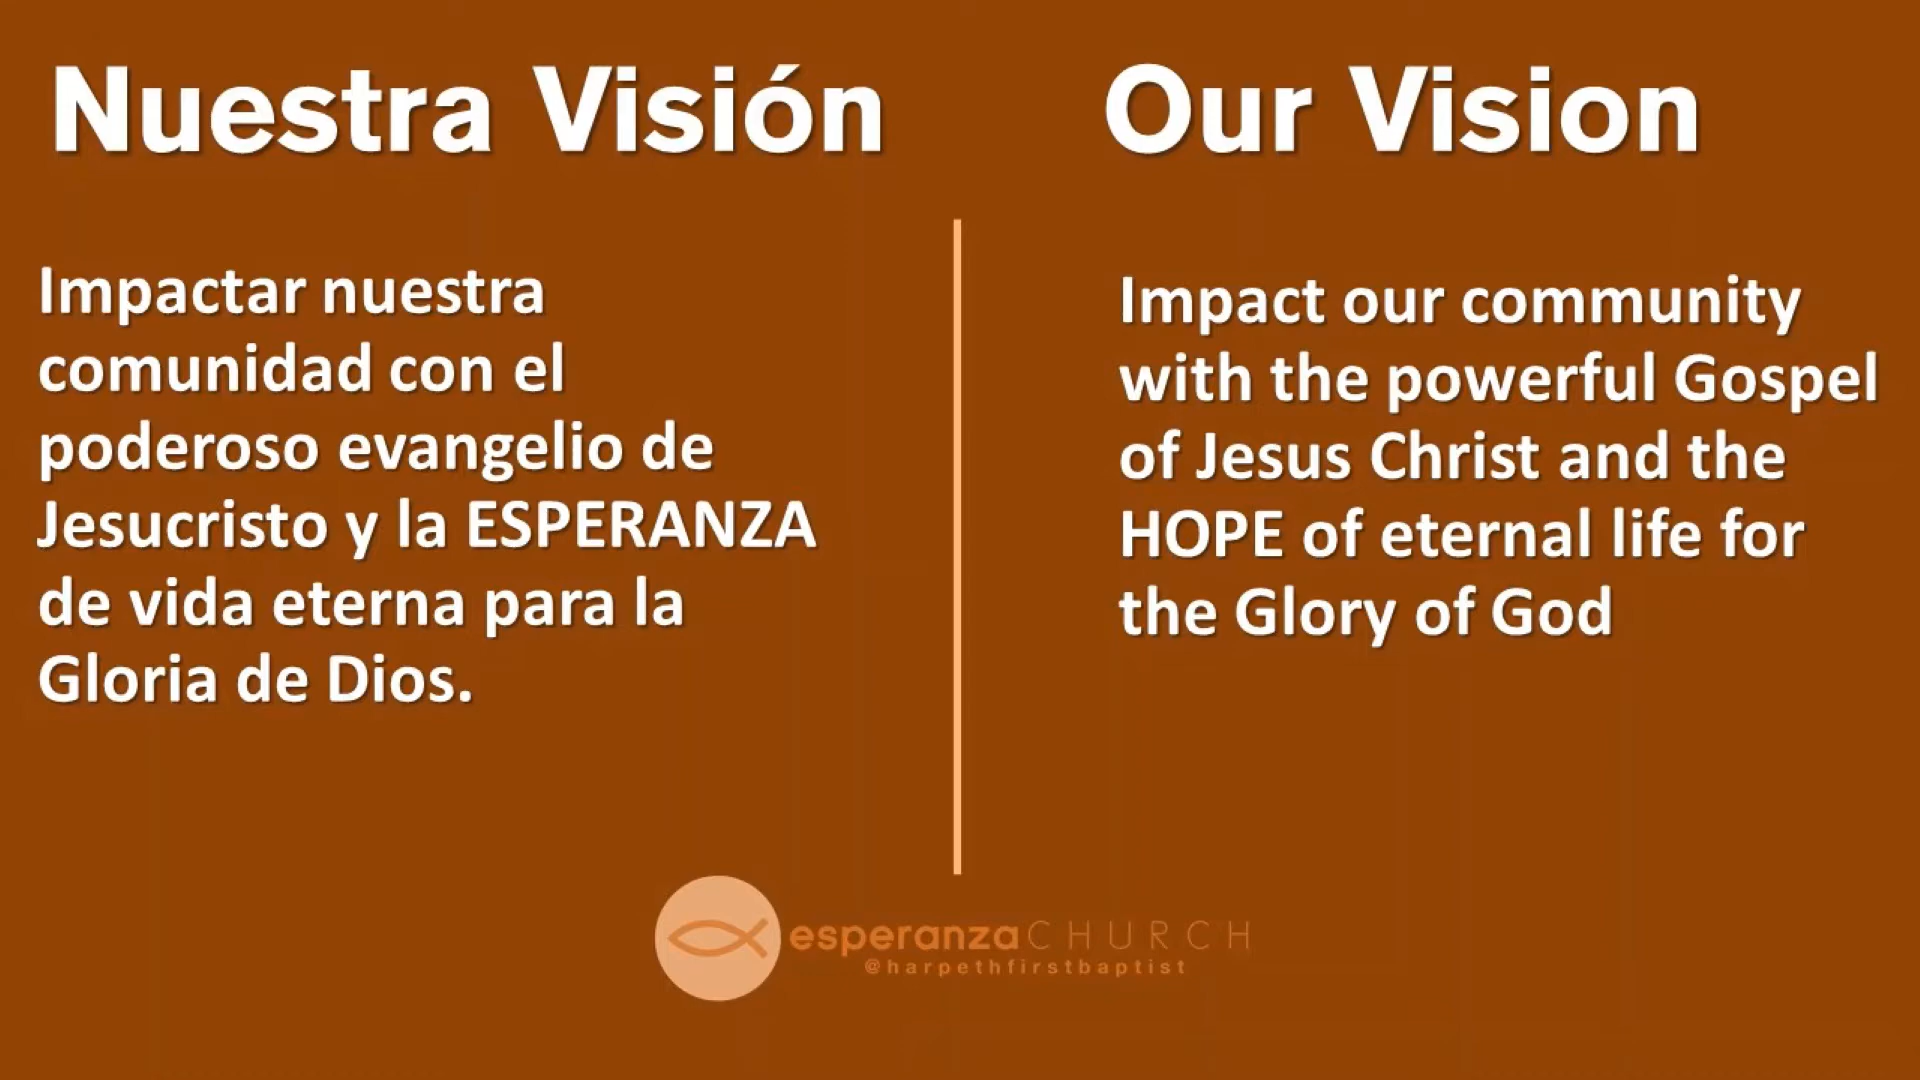 Nuestra Visión
Impactar nuestra
comunidad con el
poderoso evangelio de
Jesucristo y la ESPERANZA
de vida eterna para la
Gloria de Dios.
Our Vision
Impact our community
with the powerful Gospel
of Jesus Christ and the
HOPE of eternal life for
the Glory of God
esperanzaCHURCH
@harpethfirstbaptist